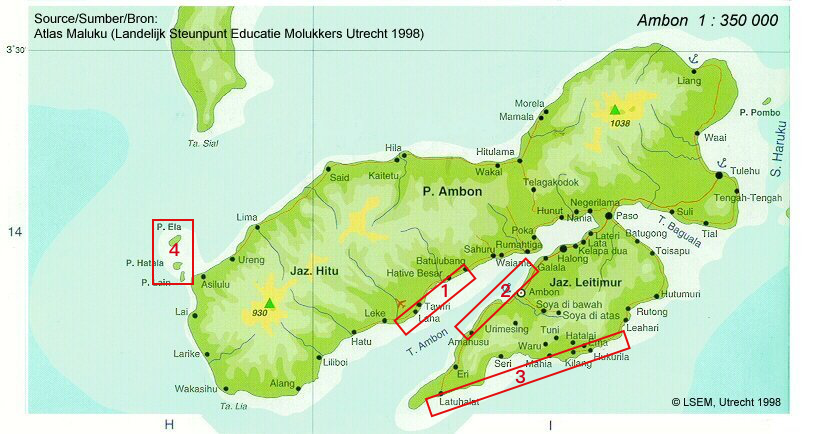 Source/Sumber/Bron:
Atlas Maluku (Landelijk Steunpunt Educatie Molukkers Utrecht 1998)
Ambon 1 : 350 000
3°30
Ta. Sial
Liang
P. Pombo
Morela
Mamala
1038
Waai
S. Haruku
Hila
Kaitetu
Hitulama
Wakal
Said
Tulehu
Telagakodok
P. Ambon
Tengah-Tengah
Lima
Negerilama
Hunut
Nania
Paso
Suli
Tial
T. Baguala
14
P. Ela
4
P. Hatala
P. Lain
Ureng
Asilulu
Jaz. Hitu
Poka
Rumahtiga
Sahuru
Waiama
Lateri
Lata
Kelapa dua
Halong
Galala
Batugong
Toisapu
Batulubang
Hative Besar
1
2
Jaz. Leitimur
Ambon
Hutumuri
930
Lai
Tawiri
Laha
Leke
Hatu
Soya di bawah
Soya di atas
Rutong
Leahari
T. Ambon
Urimesing
Amahusu
Tuni
Waru
Hatalai
Ema
Hukurila
Larike
Liliboi
Eri
Seri
Mahia
Kilang
3
Wakasihu
Alang
Ta. Lia
Latuhalat
© LSEM, Utrecht 1998
H
I